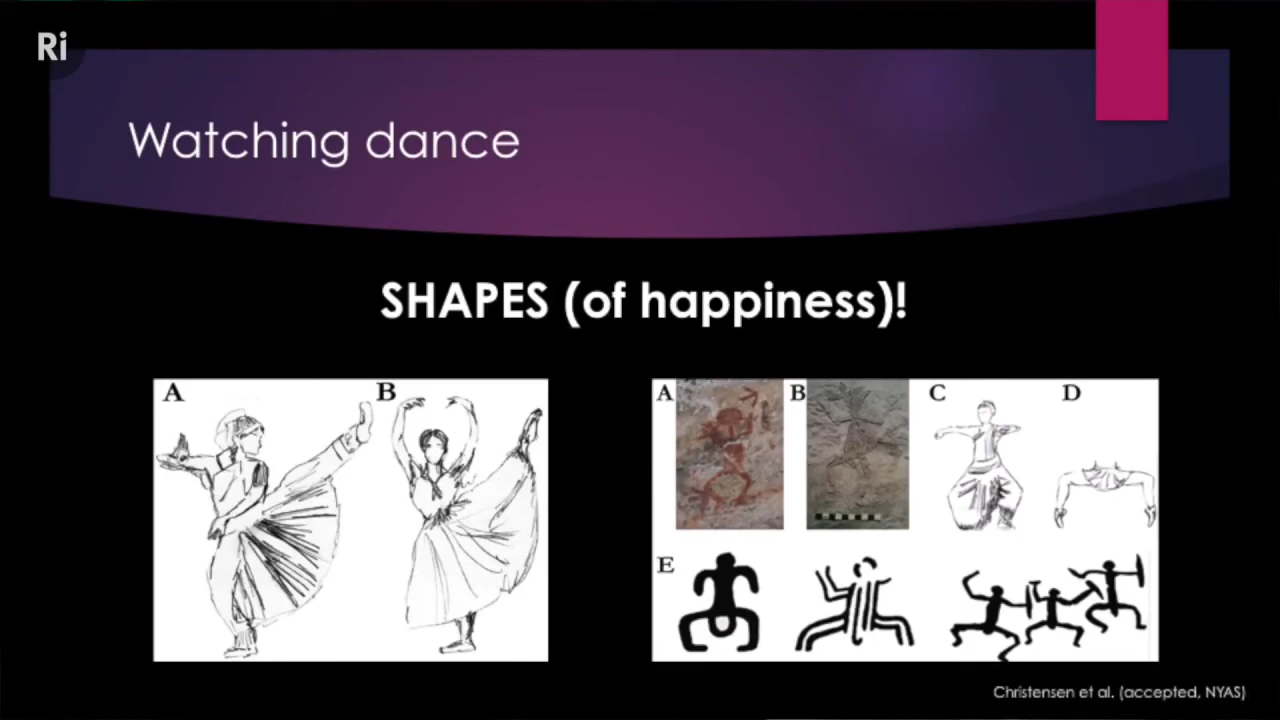 Ri
Watching dance
SHAPES (of happiness)!
A B
A B C D
E
Christensen et al. (accepted, NYAS)